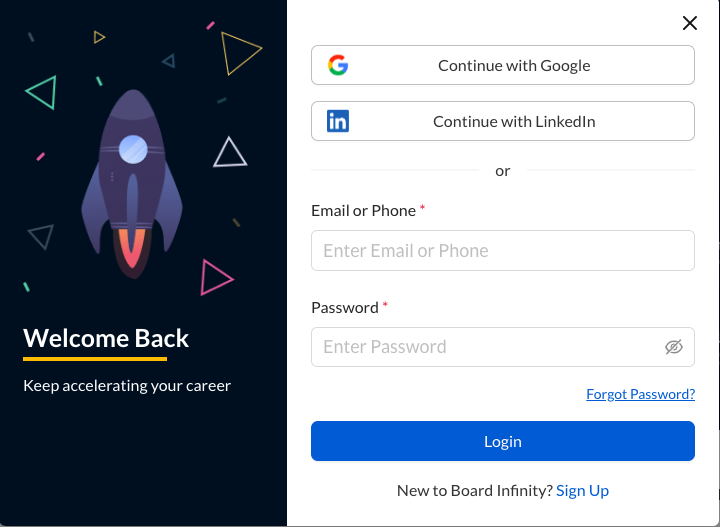 Welcome Back
Keep accelerating your career
Continue with Google
in Continue with LinkedIn
or
Email or Phone *
Enter Email or Phone
Password *
Enter Password
Forgot Password?
Login
New to Board Infinity? Sign Up